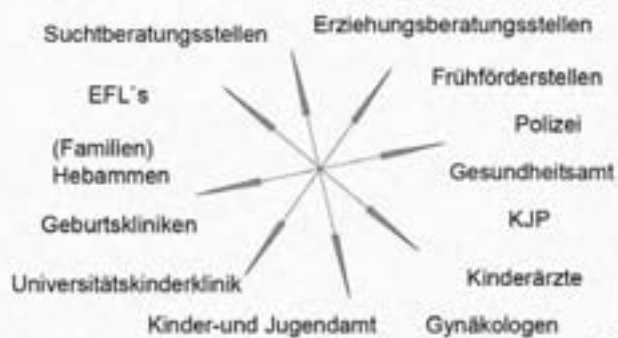 Suchtberatungsstellen
Erziehungsberatungsstellen
EFL´s
Frühförderstellen
Polizei
(Familien)
Hebammen
Gesundheitsamt
Geburtskliniken
KJP
Universitätskinderklinik
Kinderärzte
Kinder-und Jugendamt
Gynäkologen